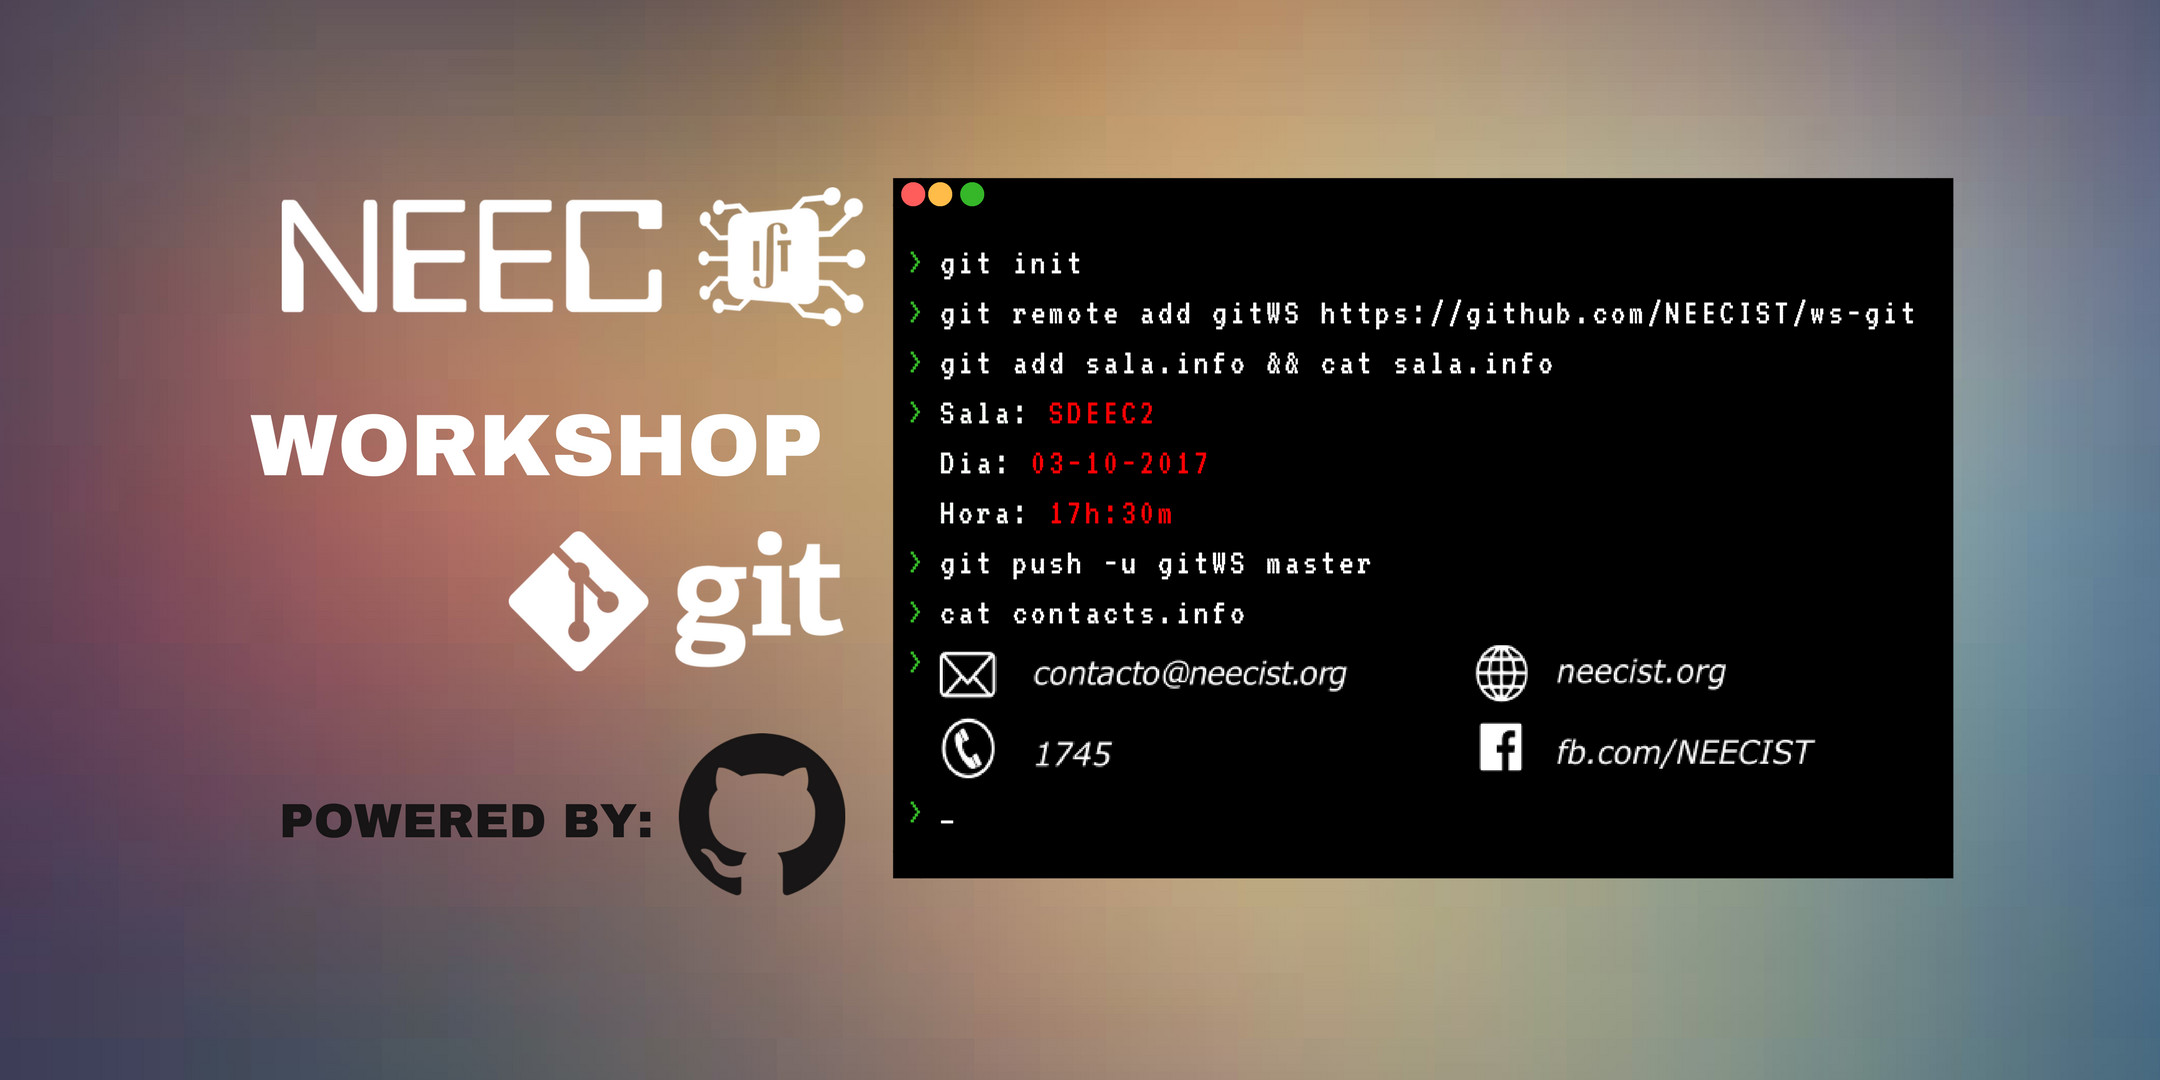 NEEC IST
WORKSHOP
git
POWERED BY:
> git init
> git remote add gitWS https://github.com/NEECIST/ws-git
> git add sala.info && cat sala.info
> Sala: SDEEC2
Dia: 03-10-2017
Hora: 17h:30m
> git push -u gitWS master
> cat contacts.info
> contacto@neecist.org neecist.org
1745 fb.com/NEECIST
> _